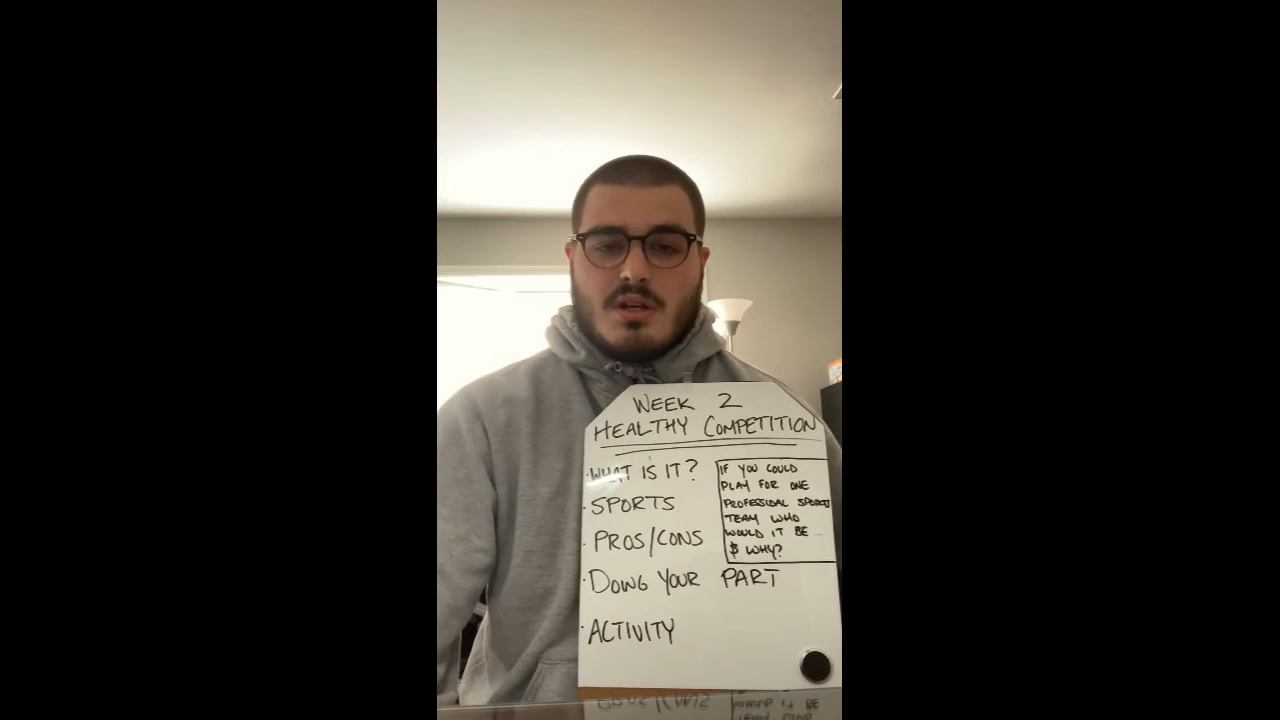 WEEK 2
HEALTHY COMPETITION
· WHAT IS IT?
· SPORTS
· PROS/CONS
· DOING YOUR PART
· ACTIVITY
IF YOU COULD
PLAY FOR ONE
PROFESSIONAL SPORTS
TEAM WHO
WOULD IT BE
$ WHY?